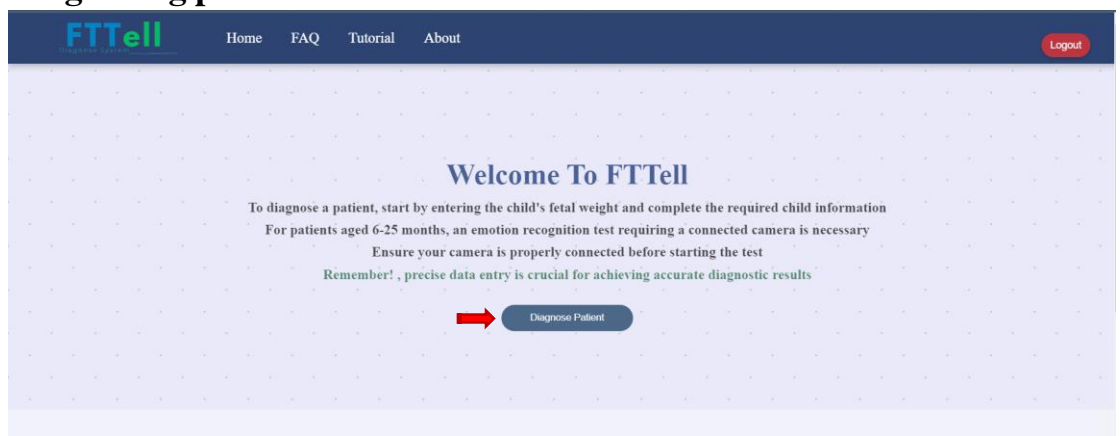 FTTell
Diagnose System
Home FAQ Tutorial About
Logout
Welcome To FTTell
To diagnose a patient, start by entering the child's fetal weight and complete the required child information
For patients aged 6-25 months, an emotion recognition test requiring a connected camera is necessary
Ensure your camera is properly connected before starting the test
Remember! , precise data entry is crucial for achieving accurate diagnostic results
Diagnose Patient